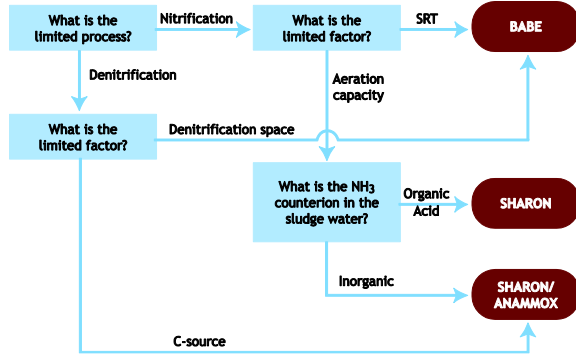 What is the
limited process?
Nitrification
What is the
limited factor?
SRT
BABE
Denitrification
Aeration
capacity
What is the
limited factor?
Denitrification space
What is the NH3
counterion in the
sludge water?
Organic
Acid
SHARON
Inorganic
SHARON/
ANAMMOX
C-source